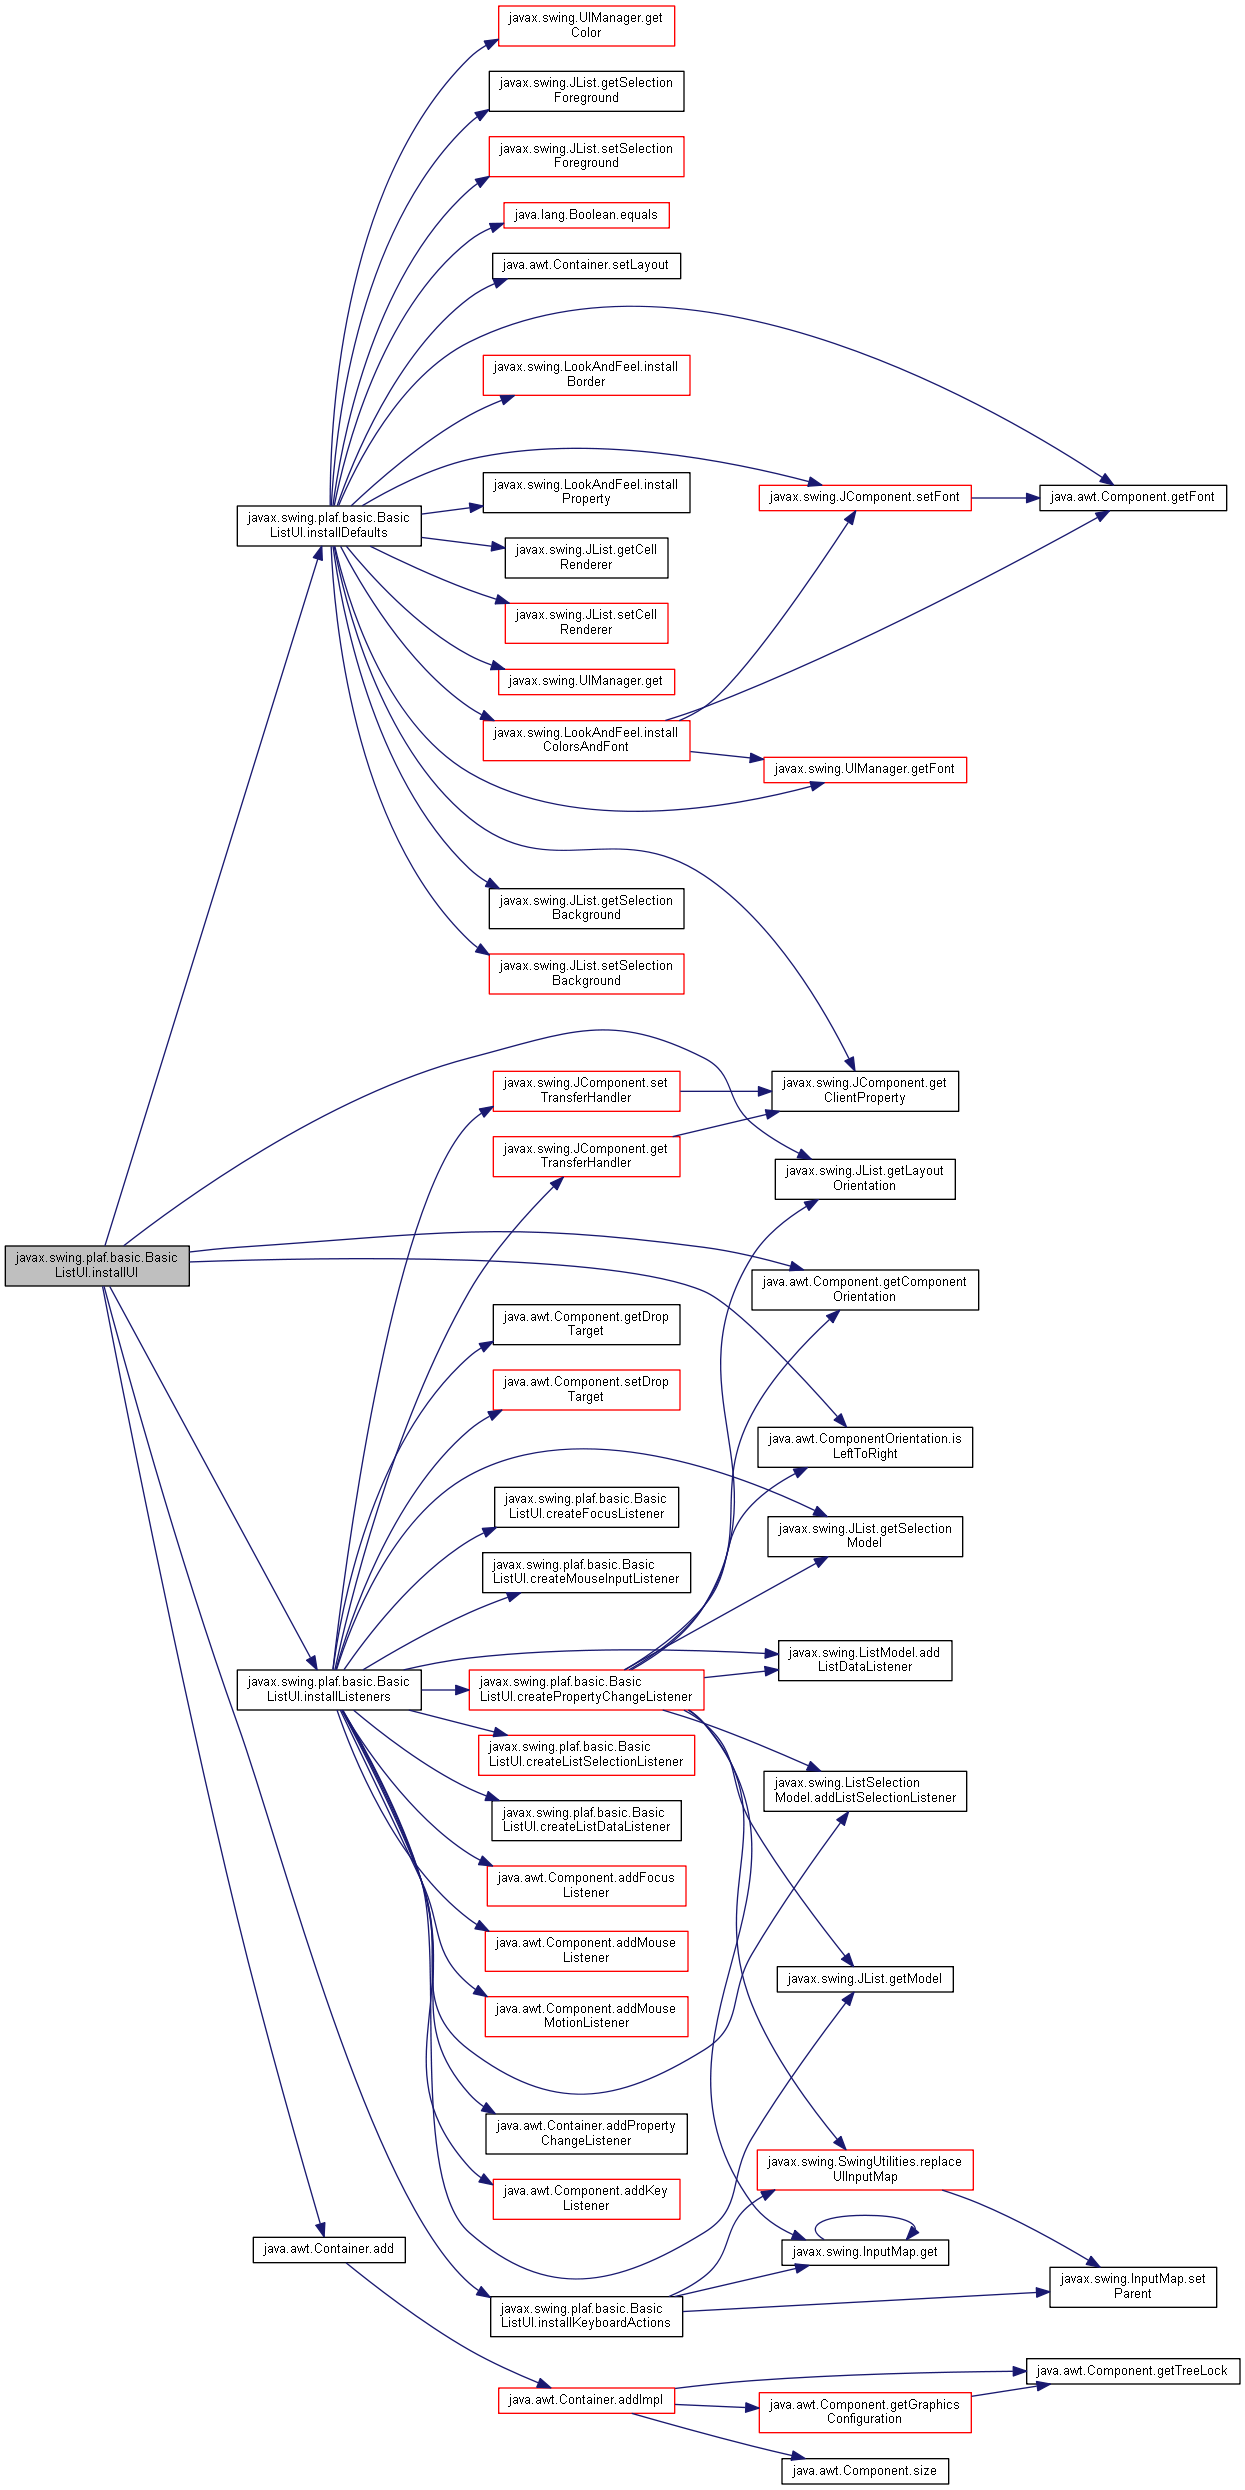 javax.swing.UIManager.get
Color
javax.swing.JList.getSelection
Foreground
javax.swing.JList.setSelection
Foreground
java.lang.Boolean.equals
java.awt.Container.setLayout
javax.swing.LookAndFeel.install
Border
javax.swing.LookAndFeel.install
Property
javax.swing.JComponent.setFont
java.awt.Component.getFont
javax.swing.plaf.basic.Basic
ListUI.installDefaults
javax.swing.JList.getCell
Renderer
javax.swing.JList.setCell
Renderer
javax.swing.UIManager.get
javax.swing.LookAndFeel.install
ColorsAndFont
javax.swing.UIManager.getFont
javax.swing.JList.getSelection
Background
javax.swing.JList.setSelection
Background
javax.swing.JComponent.set
TransferHandler
javax.swing.JComponent.get
ClientProperty
javax.swing.JComponent.get
TransferHandler
javax.swing.JList.getLayout
Orientation
javax.swing.plaf.basic.Basic
ListUI.installUI
java.awt.Component.getComponent
Orientation
java.awt.Component.getDrop
Target
java.awt.Component.setDrop
Target
java.awt.ComponentOrientation.is
LeftToRight
javax.swing.plaf.basic.Basic
ListUI.createFocusListener
javax.swing.JList.getSelection
Model
javax.swing.plaf.basic.Basic
ListUI.createMouseInputListener
javax.swing.ListModel.add
ListDataListener
javax.swing.plaf.basic.Basic
ListUI.installListeners
javax.swing.plaf.basic.Basic
ListUI.createPropertyChangeListener
javax.swing.plaf.basic.Basic
ListUI.createListSelectionListener
javax.swing.ListSelection
Model.addListSelectionListener
javax.swing.plaf.basic.Basic
ListUI.createListDataListener
java.awt.Component.addFocus
Listener
java.awt.Component.addMouse
Listener
javax.swing.JList.getModel
java.awt.Component.addMouse
MotionListener
java.awt.Container.addProperty
ChangeListener
javax.swing.SwingUtilities.replace
UIInputMap
java.awt.Component.addKey
Listener
java.awt.Container.add
javax.swing.InputMap.get
javax.swing.InputMap.set
Parent
javax.swing.plaf.basic.Basic
ListUI.installKeyboardActions
java.awt.Component.getTreeLock
java.awt.Container.addImpl
java.awt.Component.getGraphics
Configuration
java.awt.Component.size